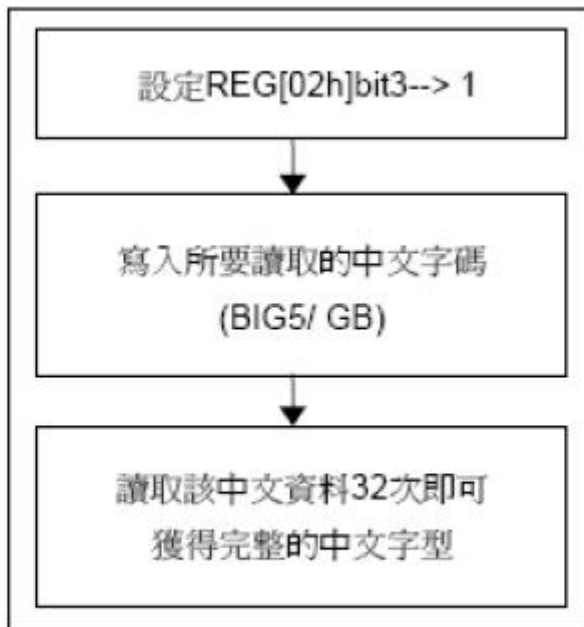 設定REG[02h]bit3--> 1
寫入所要讀取的中文字碼
(BIG5/ GB)
讀取該中文資料32次即可
獲得完整的中文字型